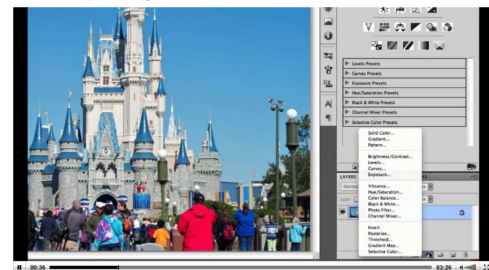 Levels Presets
Curves Presets
Exposure Presets
Hue/Saturation Presets
Black & White Presets
Channel Mixer Presets
Selective Color Presets
Solid Color...
Gradient...
Pattern...
Brightness/Contrast...
Levels...
Curves...
Exposure...
LAYERS
Normal
Vibrance...
Hue/Saturation...
Color Balance...
Black & White...
Photo Filter...
Channel Mixer...
Invert
Posterize...
Threshold...
Gradient Map...
Selective Color...
00:36
03:26